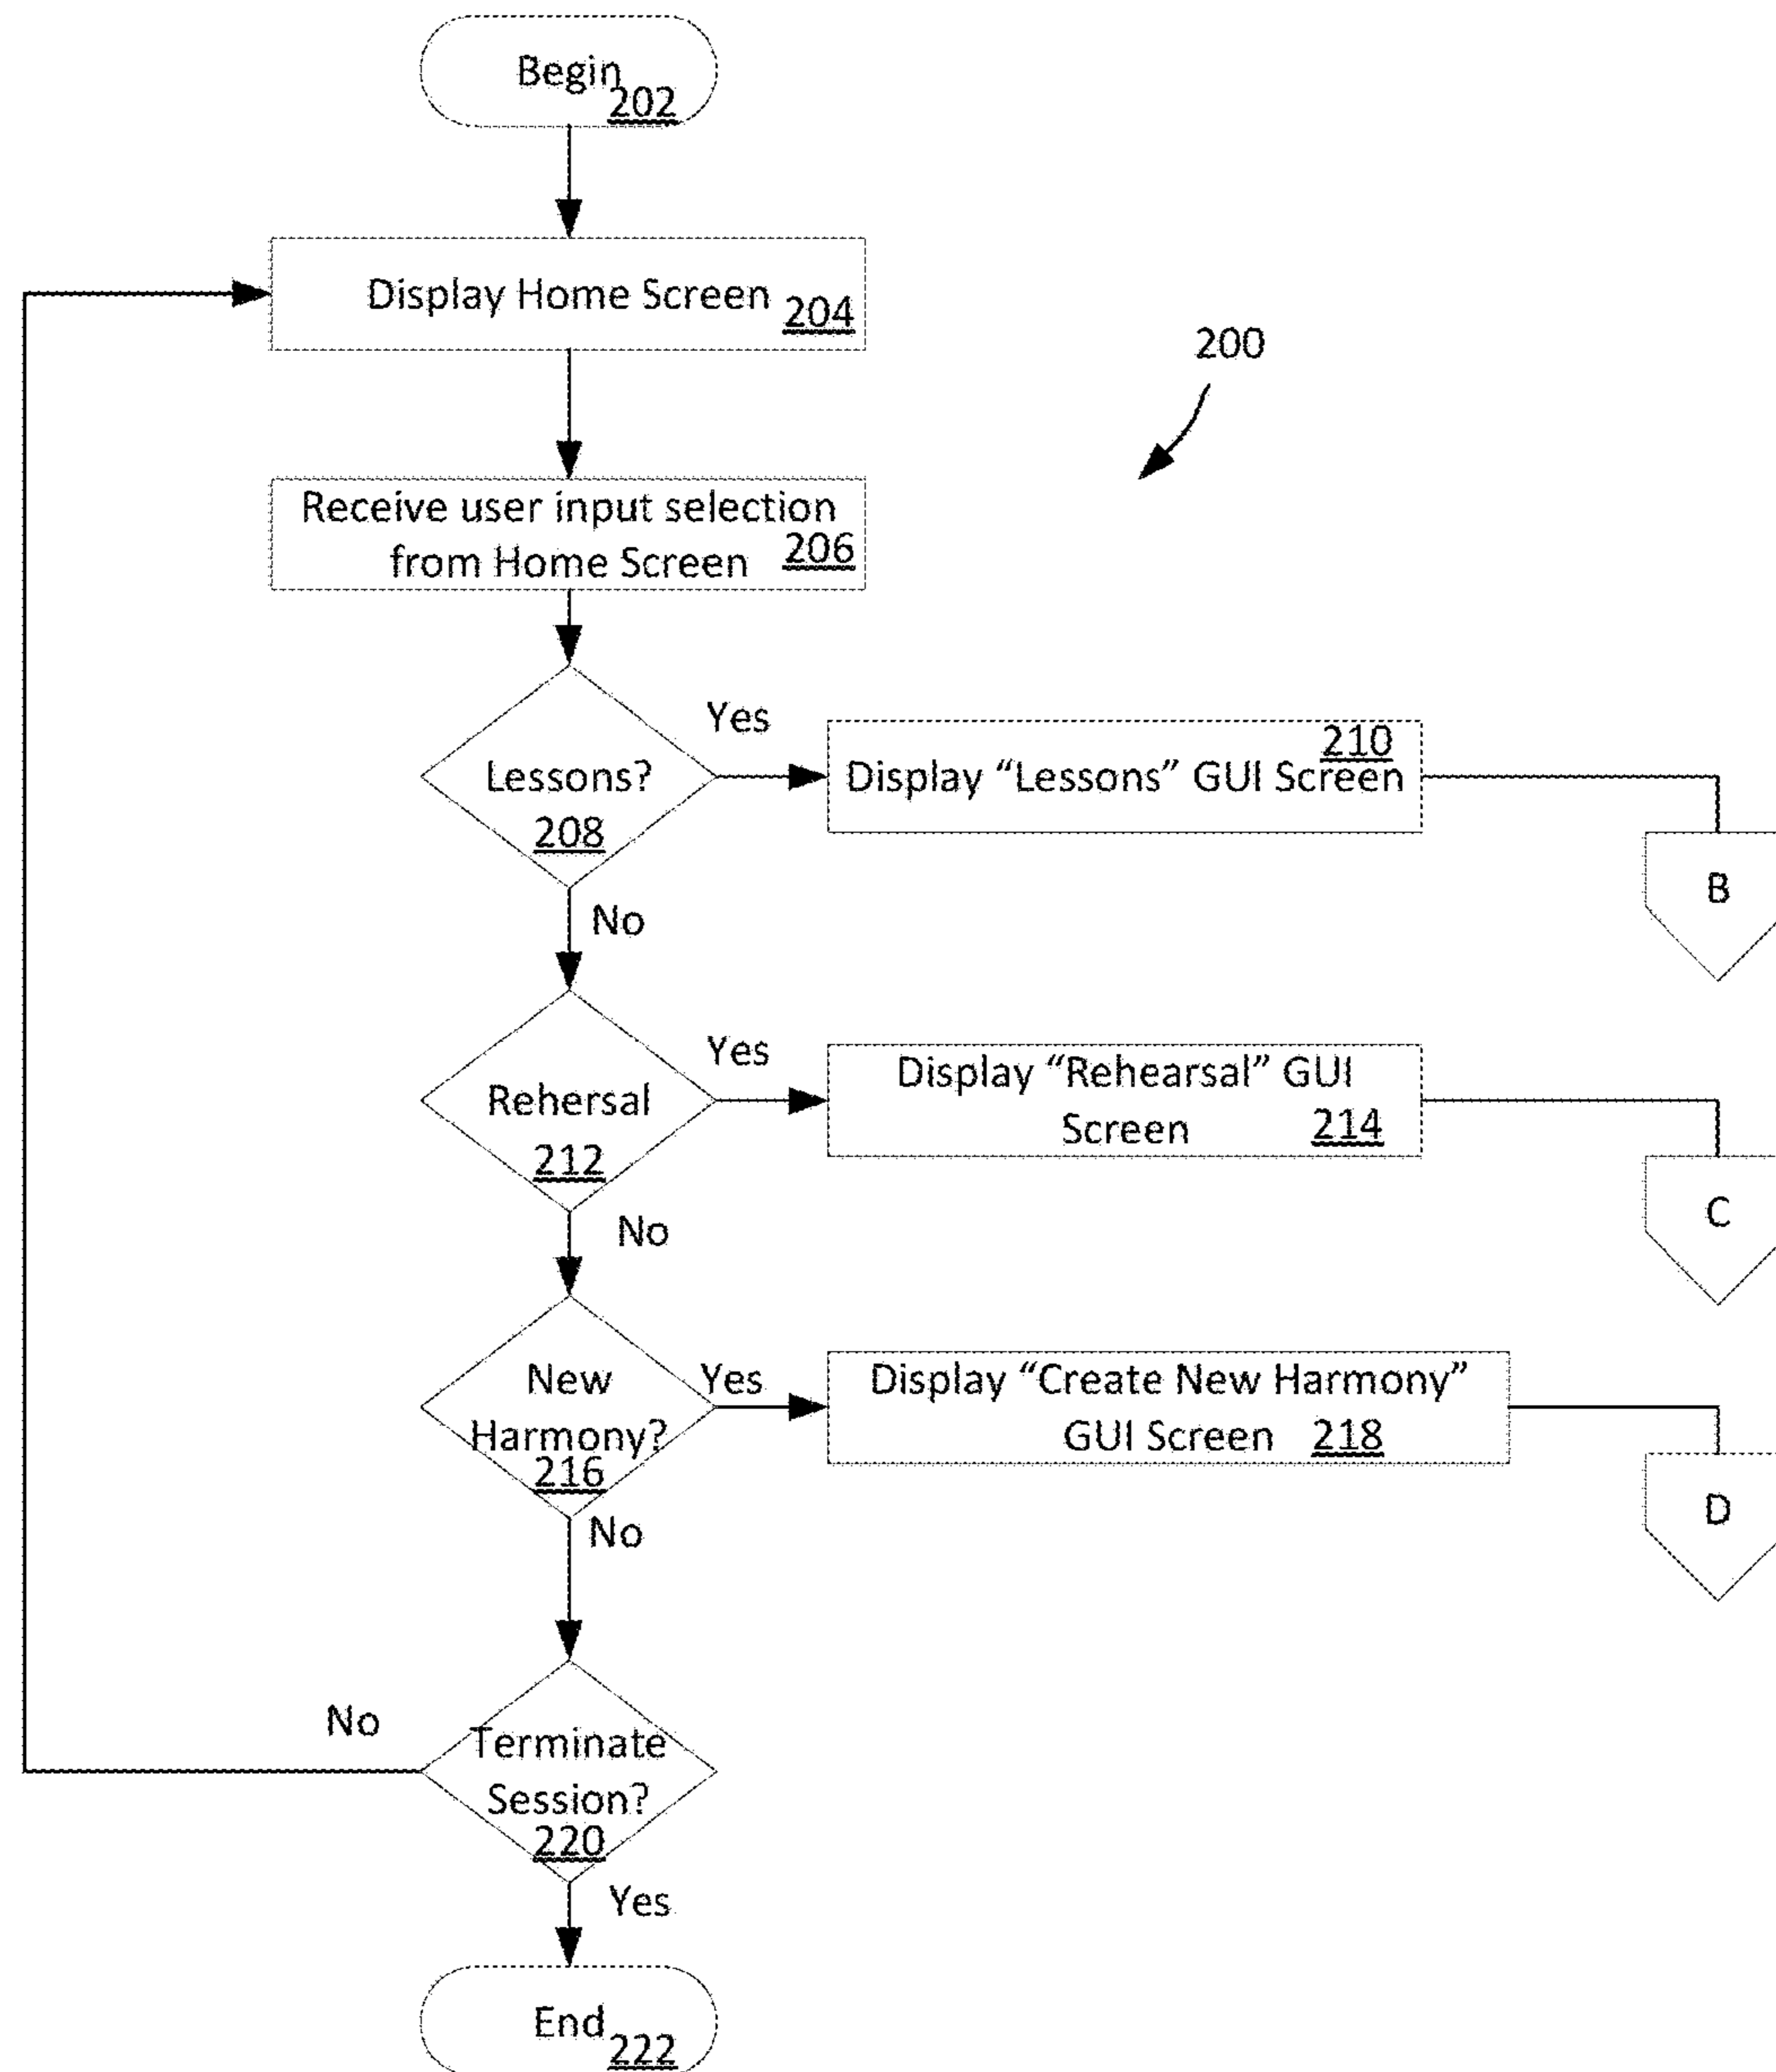 Begin
202
Display Home Screen 204
200
Receive user input selection
from Home Screen 206
Yes
Lessons?
208
210
Display “Lessons” GUI Screen
B
No
Yes
Rehersal
212
Display “Rehearsal” GUI
Screen 214
C
No
New
Harmony?
216
Yes
Display “Create New Harmony”
GUI Screen 218
D
No
No
Terminate
Session?
220
Yes
End
222